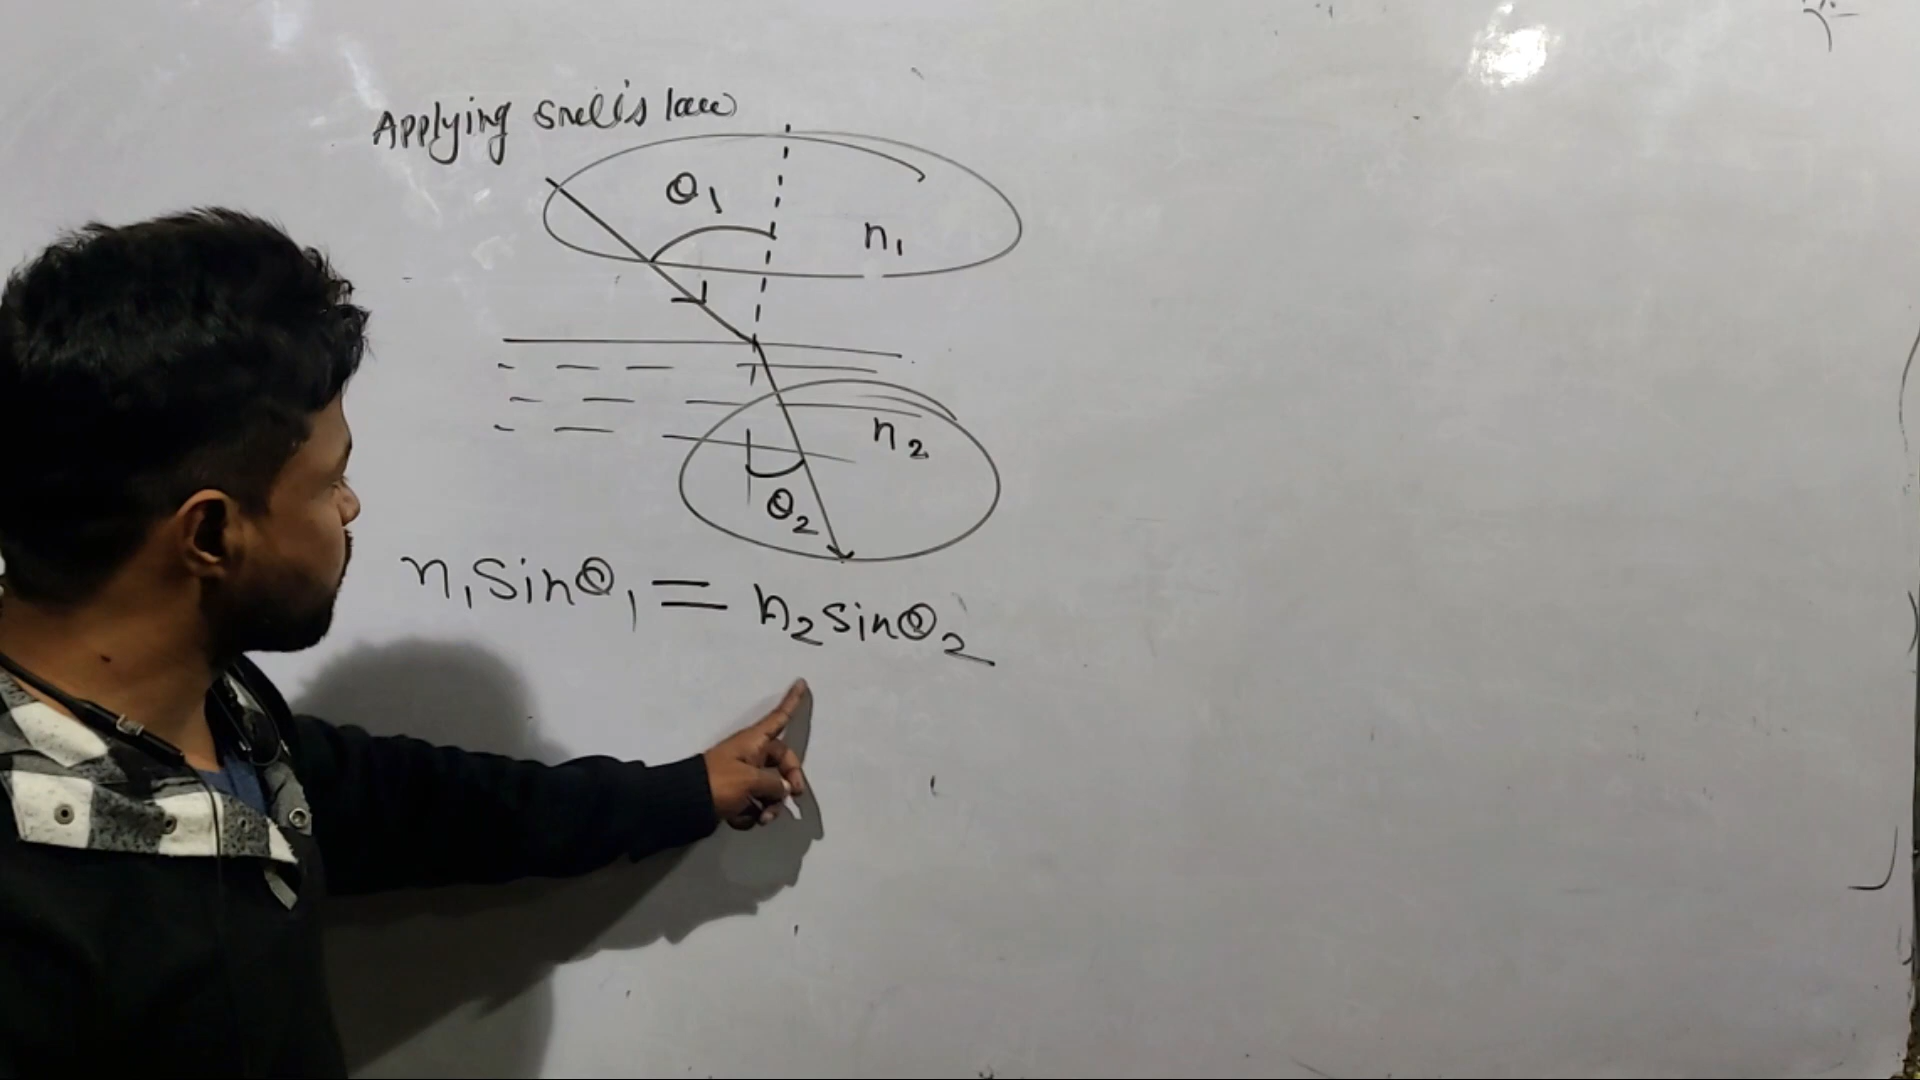 Applying Snell's law
θ₁
n₁
n₂
θ₂
n₁sinθ₁ = n₂sinθ₂